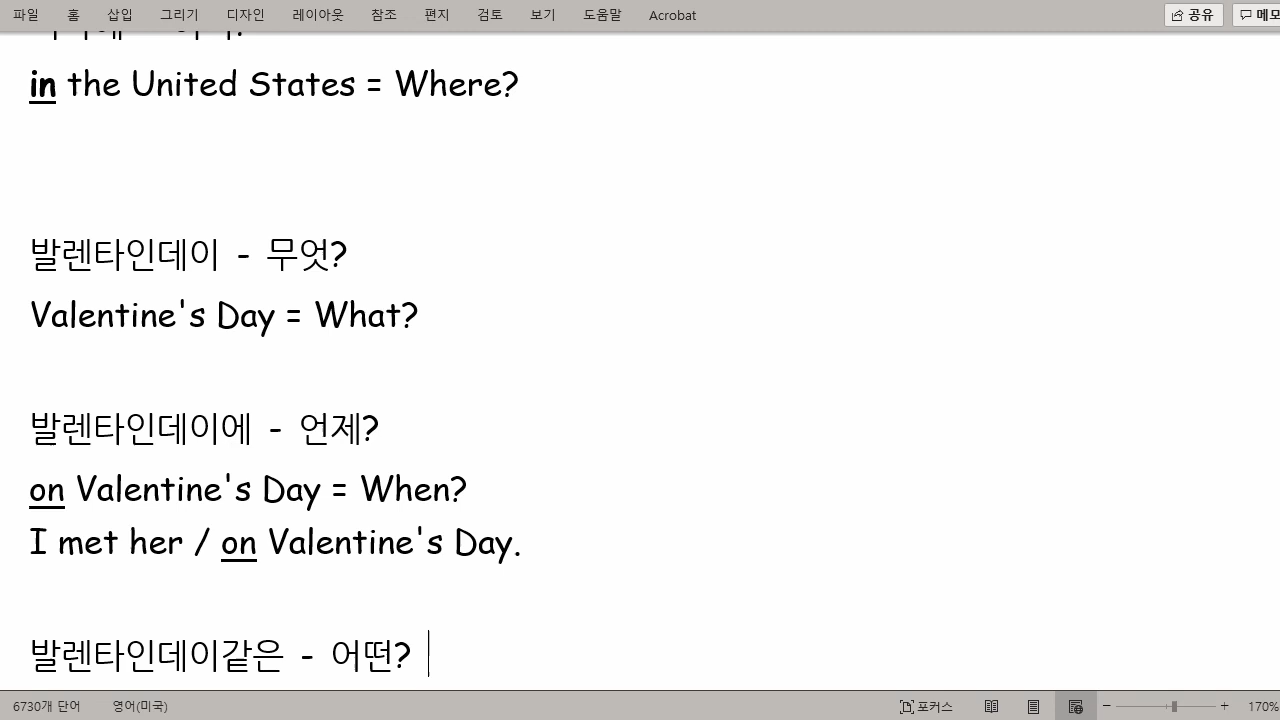 파일 홈 삽입 그리기 디자인 레이아웃 참조 편지 검토 보기 도움말 Acrobat 공유 메모
in the United States = Where?
발렌타인데이 - 무엇?
Valentine's Day = What?
발렌타인데이에 - 언제?
on Valentine's Day = When?
I met her / on Valentine's Day.
발렌타인데이같은 - 어떤?
6730개 단어 영어(미국) 포커스 170%